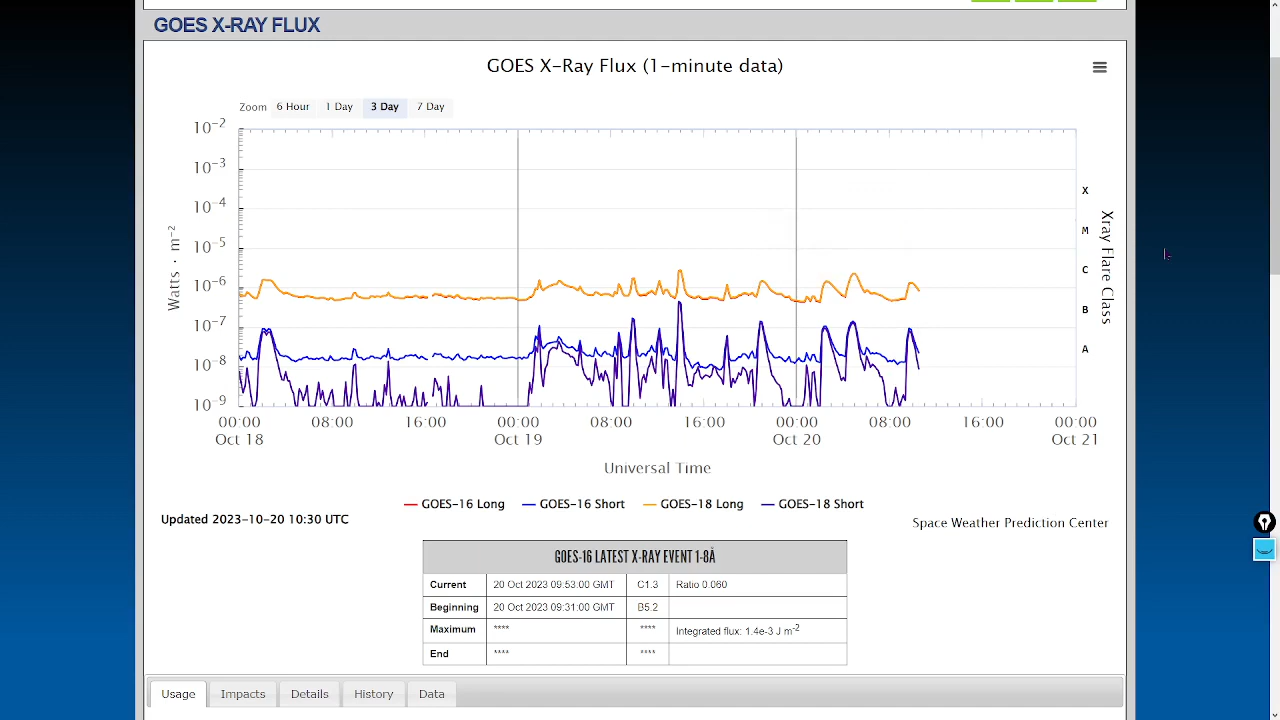 GOES X-RAY FLUX
GOES X-Ray Flux (1-minute data)
Zoom 6 Hour 1 Day 3 Day 7 Day
10⁻²
10⁻³
10⁻⁴
10⁻⁵
10⁻⁶
10⁻⁷
10⁻⁸
10⁻⁹
Watts · m⁻²
X
M
C
B
A
Xray Flare Class
00:00 08:00 16:00 00:00 08:00 16:00 00:00 08:00 16:00 00:00
Oct 18 Oct 19 Oct 20 Oct 21
Universal Time
GOES-16 Long GOES-16 Short GOES-18 Long GOES-18 Short
Updated 2023-10-20 10:30 UTC
Space Weather Prediction Center
GOES-16 LATEST X-RAY EVENT 1-8Å
Current 20 Oct 2023 09:53:00 GMT C1.3 Ratio 0.060
Beginning 20 Oct 2023 09:31:00 GMT B5.2
Maximum **** **** Integrated flux: 1.4e-3 J m⁻²
End **** ****
Usage Impacts Details History Data